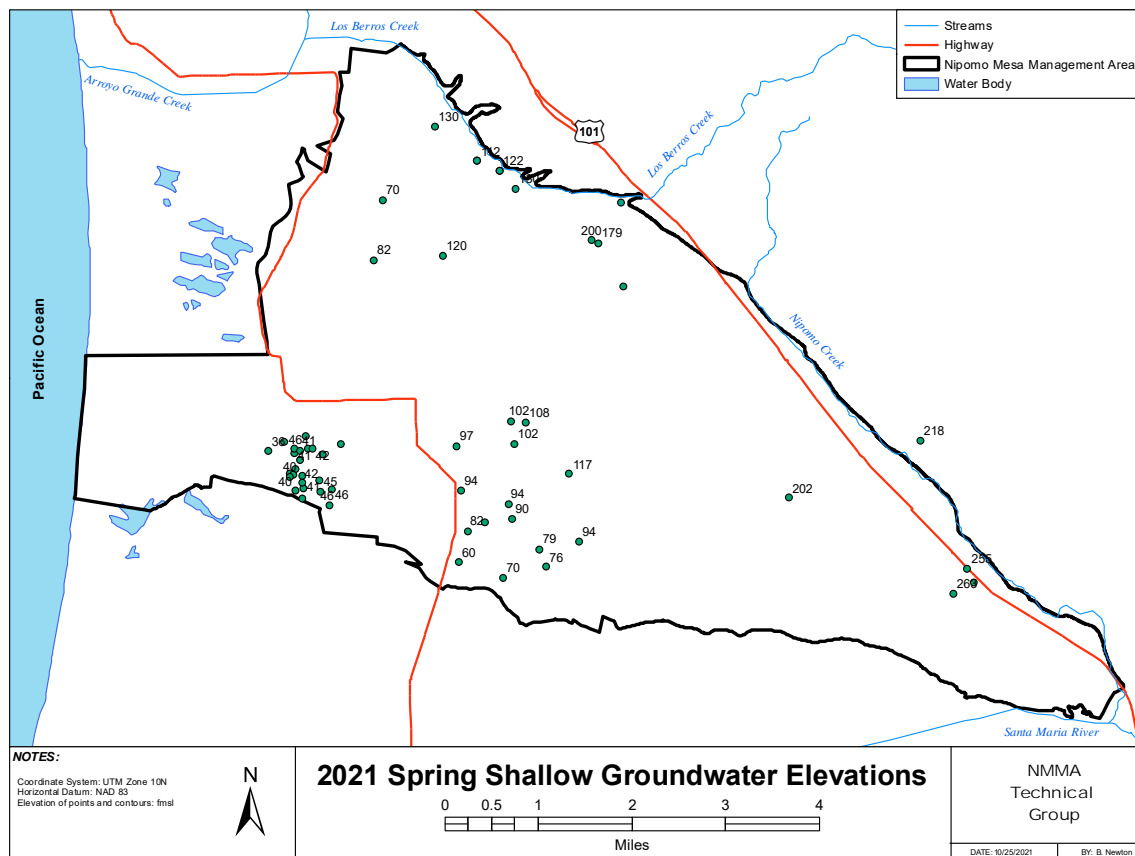 Los Berros Creek
Streams
Highway
Nipomo Mesa Management Area
Water Body
Arroyo Grande Creek
101
Los Berros Creek
130
112
122
70
200
179
120
82
Pacific Ocean
Nipomo Creek
102
108
218
36
46
41
97
102
41
42
117
40
42
94
40
41
45
202
46
46
94
90
82
79
94
60
76
70
255
Santa Maria River
NOTES:
Coordinate System: UTM Zone 10N
Horizontal Datum: NAD 83
Elevation of points and contours: fmsl
N
2021 Spring Shallow Groundwater Elevations
0 0.5 1 2 3 4
Miles
NMMA
Technical
Group
DATE: 10/25/2021
BY: B. Newton